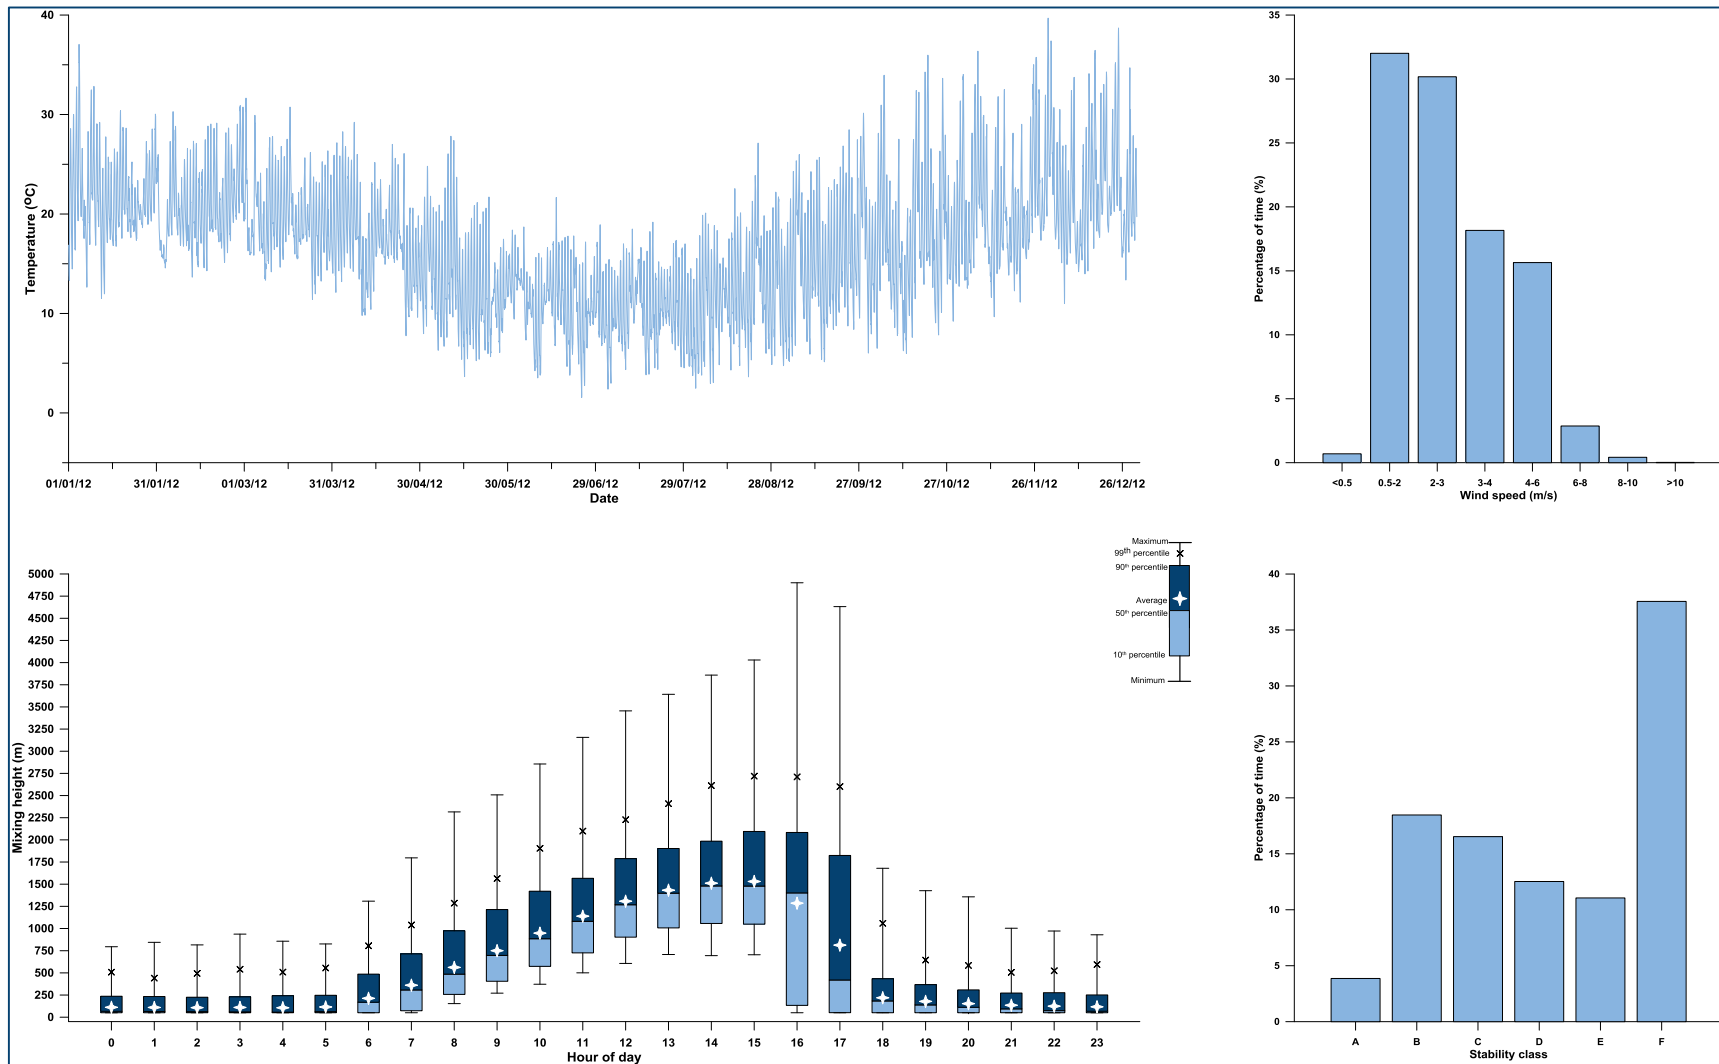 40
30
20
10
0
Temperature (ºC)
01/01/12 31/01/12 01/03/12 31/03/12 30/04/12 30/05/12 29/06/12 29/07/12 28/08/12 27/09/12 27/10/12 26/11/12 26/12/12
Date
35
30
25
20
15
10
5
0
Percentage of time (%)
<0.5 0.5-2 2-3 3-4 4-6 6-8 8-10 >10
Wind speed (m/s)
5000
4750
4500
4250
4000
3750
3500
3250
3000
2750
2500
2250
2000
1750
1500
1250
1000
750
500
250
0
Mixing height (m)
0 1 2 3 4 5 6 7 8 9 10 11 12 13 14 15 16 17 18 19 20 21 22 23
Hour of day
Maximum
99th percentile
90th percentile
Average
50th percentile
10th percentile
Minimum
40
35
30
25
20
15
10
5
0
Percentage of time (%)
A B C D E F
Stability class